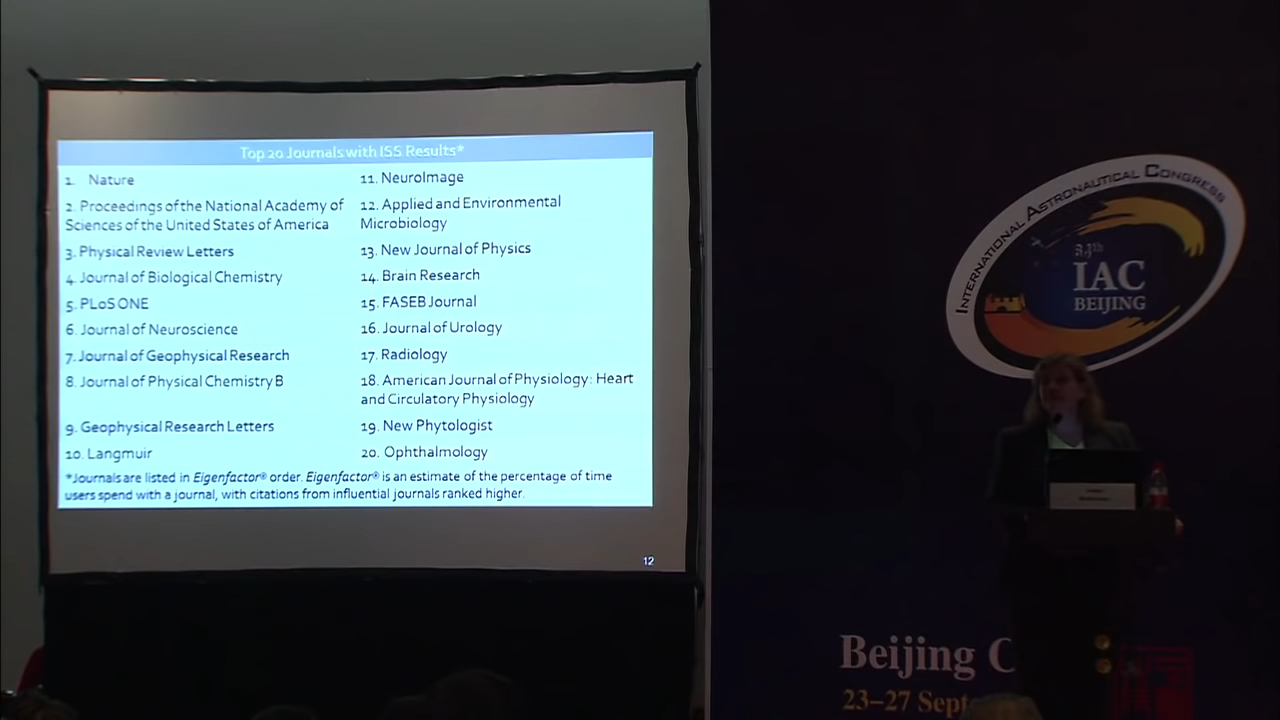 Top 20 Journals with ISS Results*
1. Nature
2. Proceedings of the National Academy of
Sciences of the United States of America
3. Physical Review Letters
4. Journal of Biological Chemistry
5. PLoS ONE
6. Journal of Neuroscience
7. Journal of Geophysical Research
8. Journal of Physical Chemistry B
9. Geophysical Research Letters
10. Langmuir
11. NeuroImage
12. Applied and Environmental
Microbiology
13. New Journal of Physics
14. Brain Research
15. FASEB Journal
16. Journal of Urology
17. Radiology
18. American Journal of Physiology: Heart
and Circulatory Physiology
19. New Phytologist
20. Ophthalmology
*Journals are listed in Eigenfactor® order. Eigenfactor® is an estimate of the percentage of time
users spend with a journal, with citations from influential journals ranked higher.
12
INTERNATIONAL ASTRONAUTICAL CONGRESS
IAC
BEIJING
Beijing C
23–27 Sept